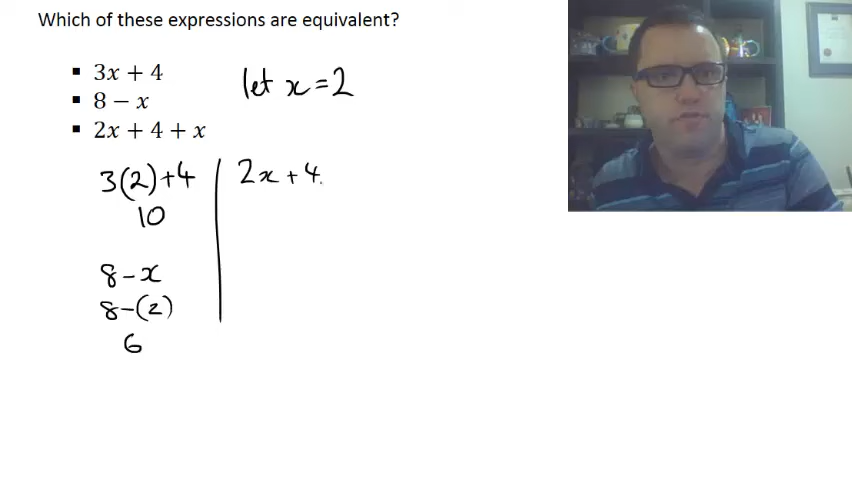 Which of these expressions are equivalent?
▪ 3x + 4
▪ 8 − x
▪ 2x + 4 + x
let x = 2
3(2)+4
10
8 − x
8 −(2)
6
2x + 4